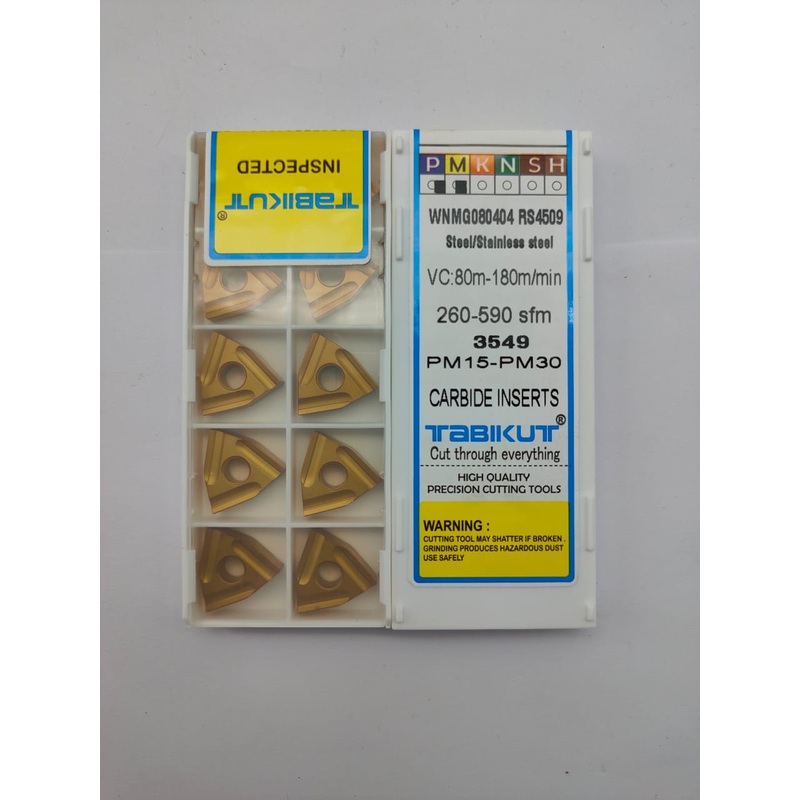 INSPECTED
TaBIKUT®
P M K N S H
WNMG080404 RS4509
Steel/Stainless steel
VC:80m-180m/min
260-590 sfm
3549
PM15-PM30
CARBIDE INSERTS
TaBIKUT®
Cut through everything
HIGH QUALITY
PRECISION CUTTING TOOLS
WARNING :
CUTTING TOOL MAY SHATTER IF BROKEN .
GRINDING PRODUCES HAZARDOUS DUST
USE SAFELY